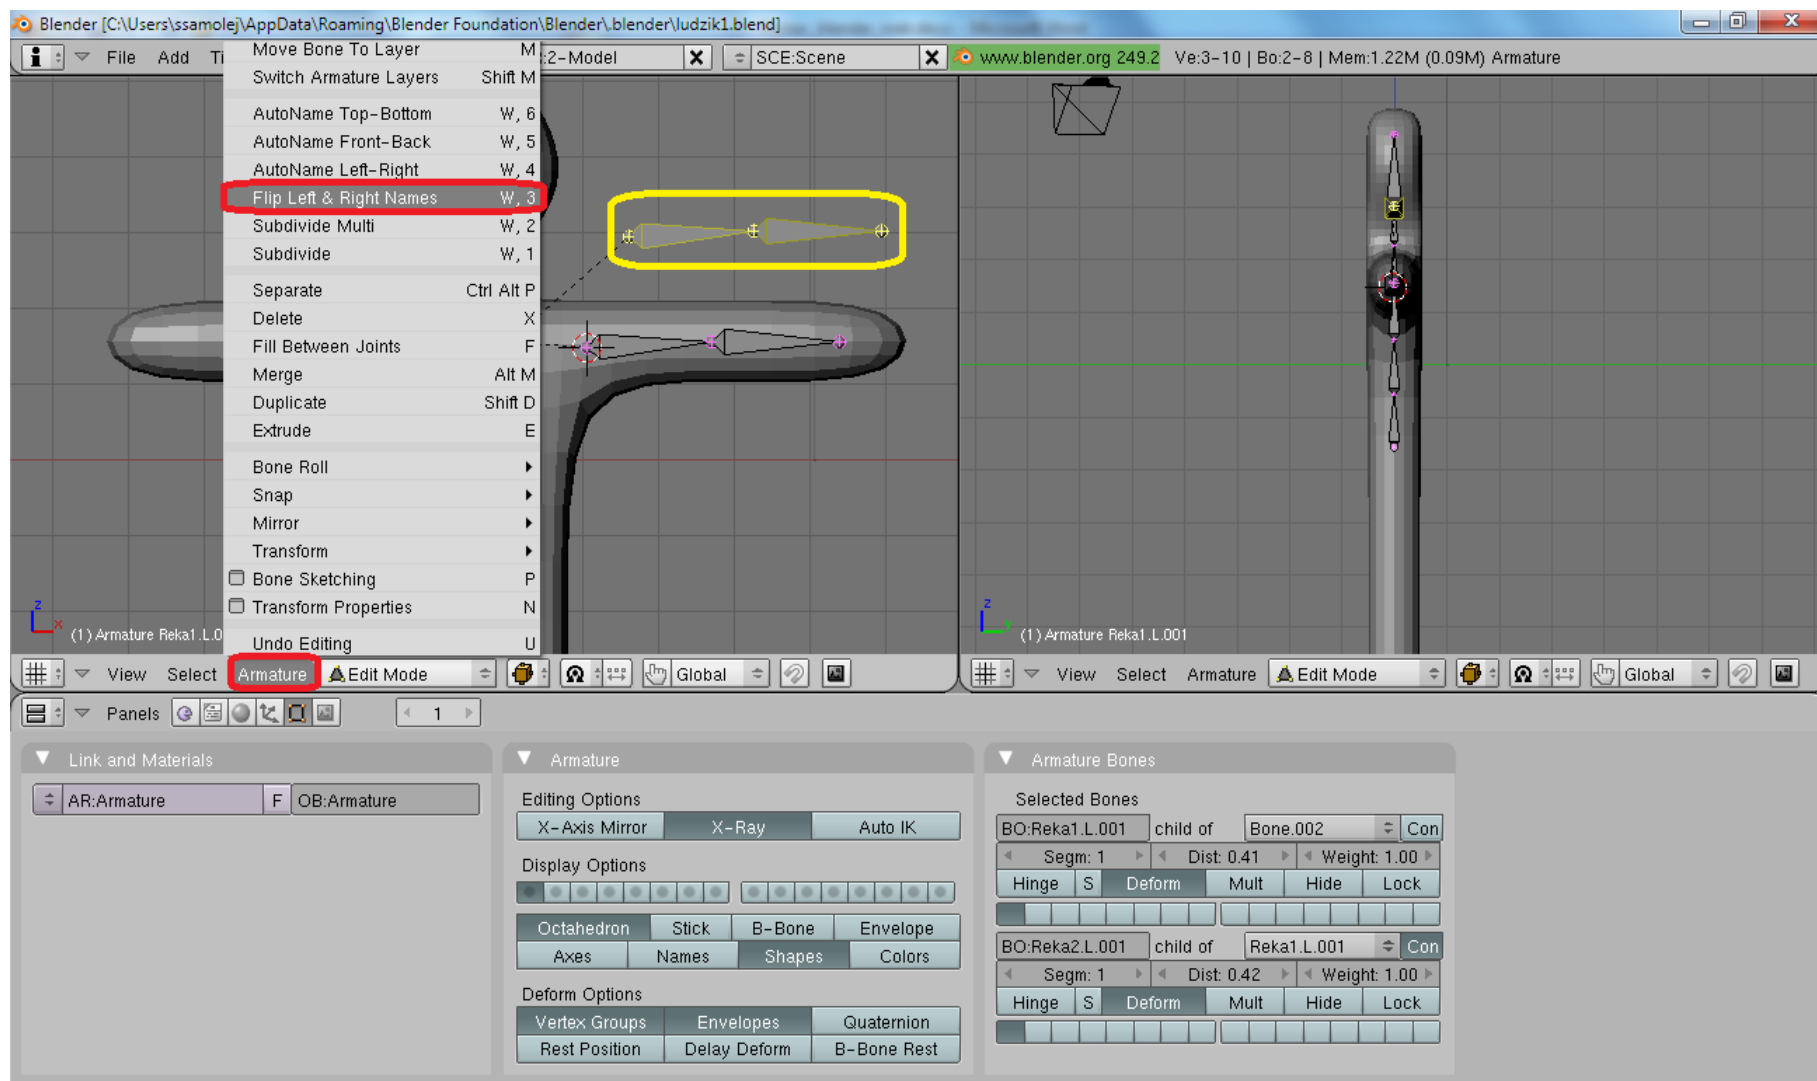 Blender [C:\Users\ssamolej\AppData\Roaming\Blender Foundation\Blender\.blender\ludzik1.blend]
File Add Ti :2-Model SCE:Scene www.blender.org 249.2 Ve:3-10 | Bo:2-8 | Mem:1.22M (0.09M) Armature
Move Bone To Layer M
Switch Armature Layers Shift M
AutoName Top-Bottom W, 6
AutoName Front-Back W, 5
AutoName Left-Right W, 4
Flip Left & Right Names W, 3
Subdivide Multi W, 2
Subdivide W, 1
Separate Ctrl Alt P
Delete X
Fill Between Joints F
Merge Alt M
Duplicate Shift D
Extrude E
Bone Roll
Snap
Mirror
Transform
Bone Sketching P
Transform Properties N
Undo Editing U
z x
(1) Armature Reka1.L.0
z y
(1) Armature Reka1.L.001
View Select Armature Edit Mode Global
View Select Armature Edit Mode Global
Panels 1
Link and Materials
AR:Armature F OB:Armature
Armature
Editing Options
X-Axis Mirror X-Ray Auto IK
Display Options
Octahedron Stick B-Bone Envelope
Axes Names Shapes Colors
Deform Options
Vertex Groups Envelopes Quaternion
Rest Position Delay Deform B-Bone Rest
Armature Bones
Selected Bones
BO:Reka1.L.001 child of Bone.002 Con
Segm: 1 Dist: 0.41 Weight: 1.00
Hinge S Deform Mult Hide Lock
BO:Reka2.L.001 child of Reka1.L.001 Con
Segm: 1 Dist: 0.42 Weight: 1.00
Hinge S Deform Mult Hide Lock